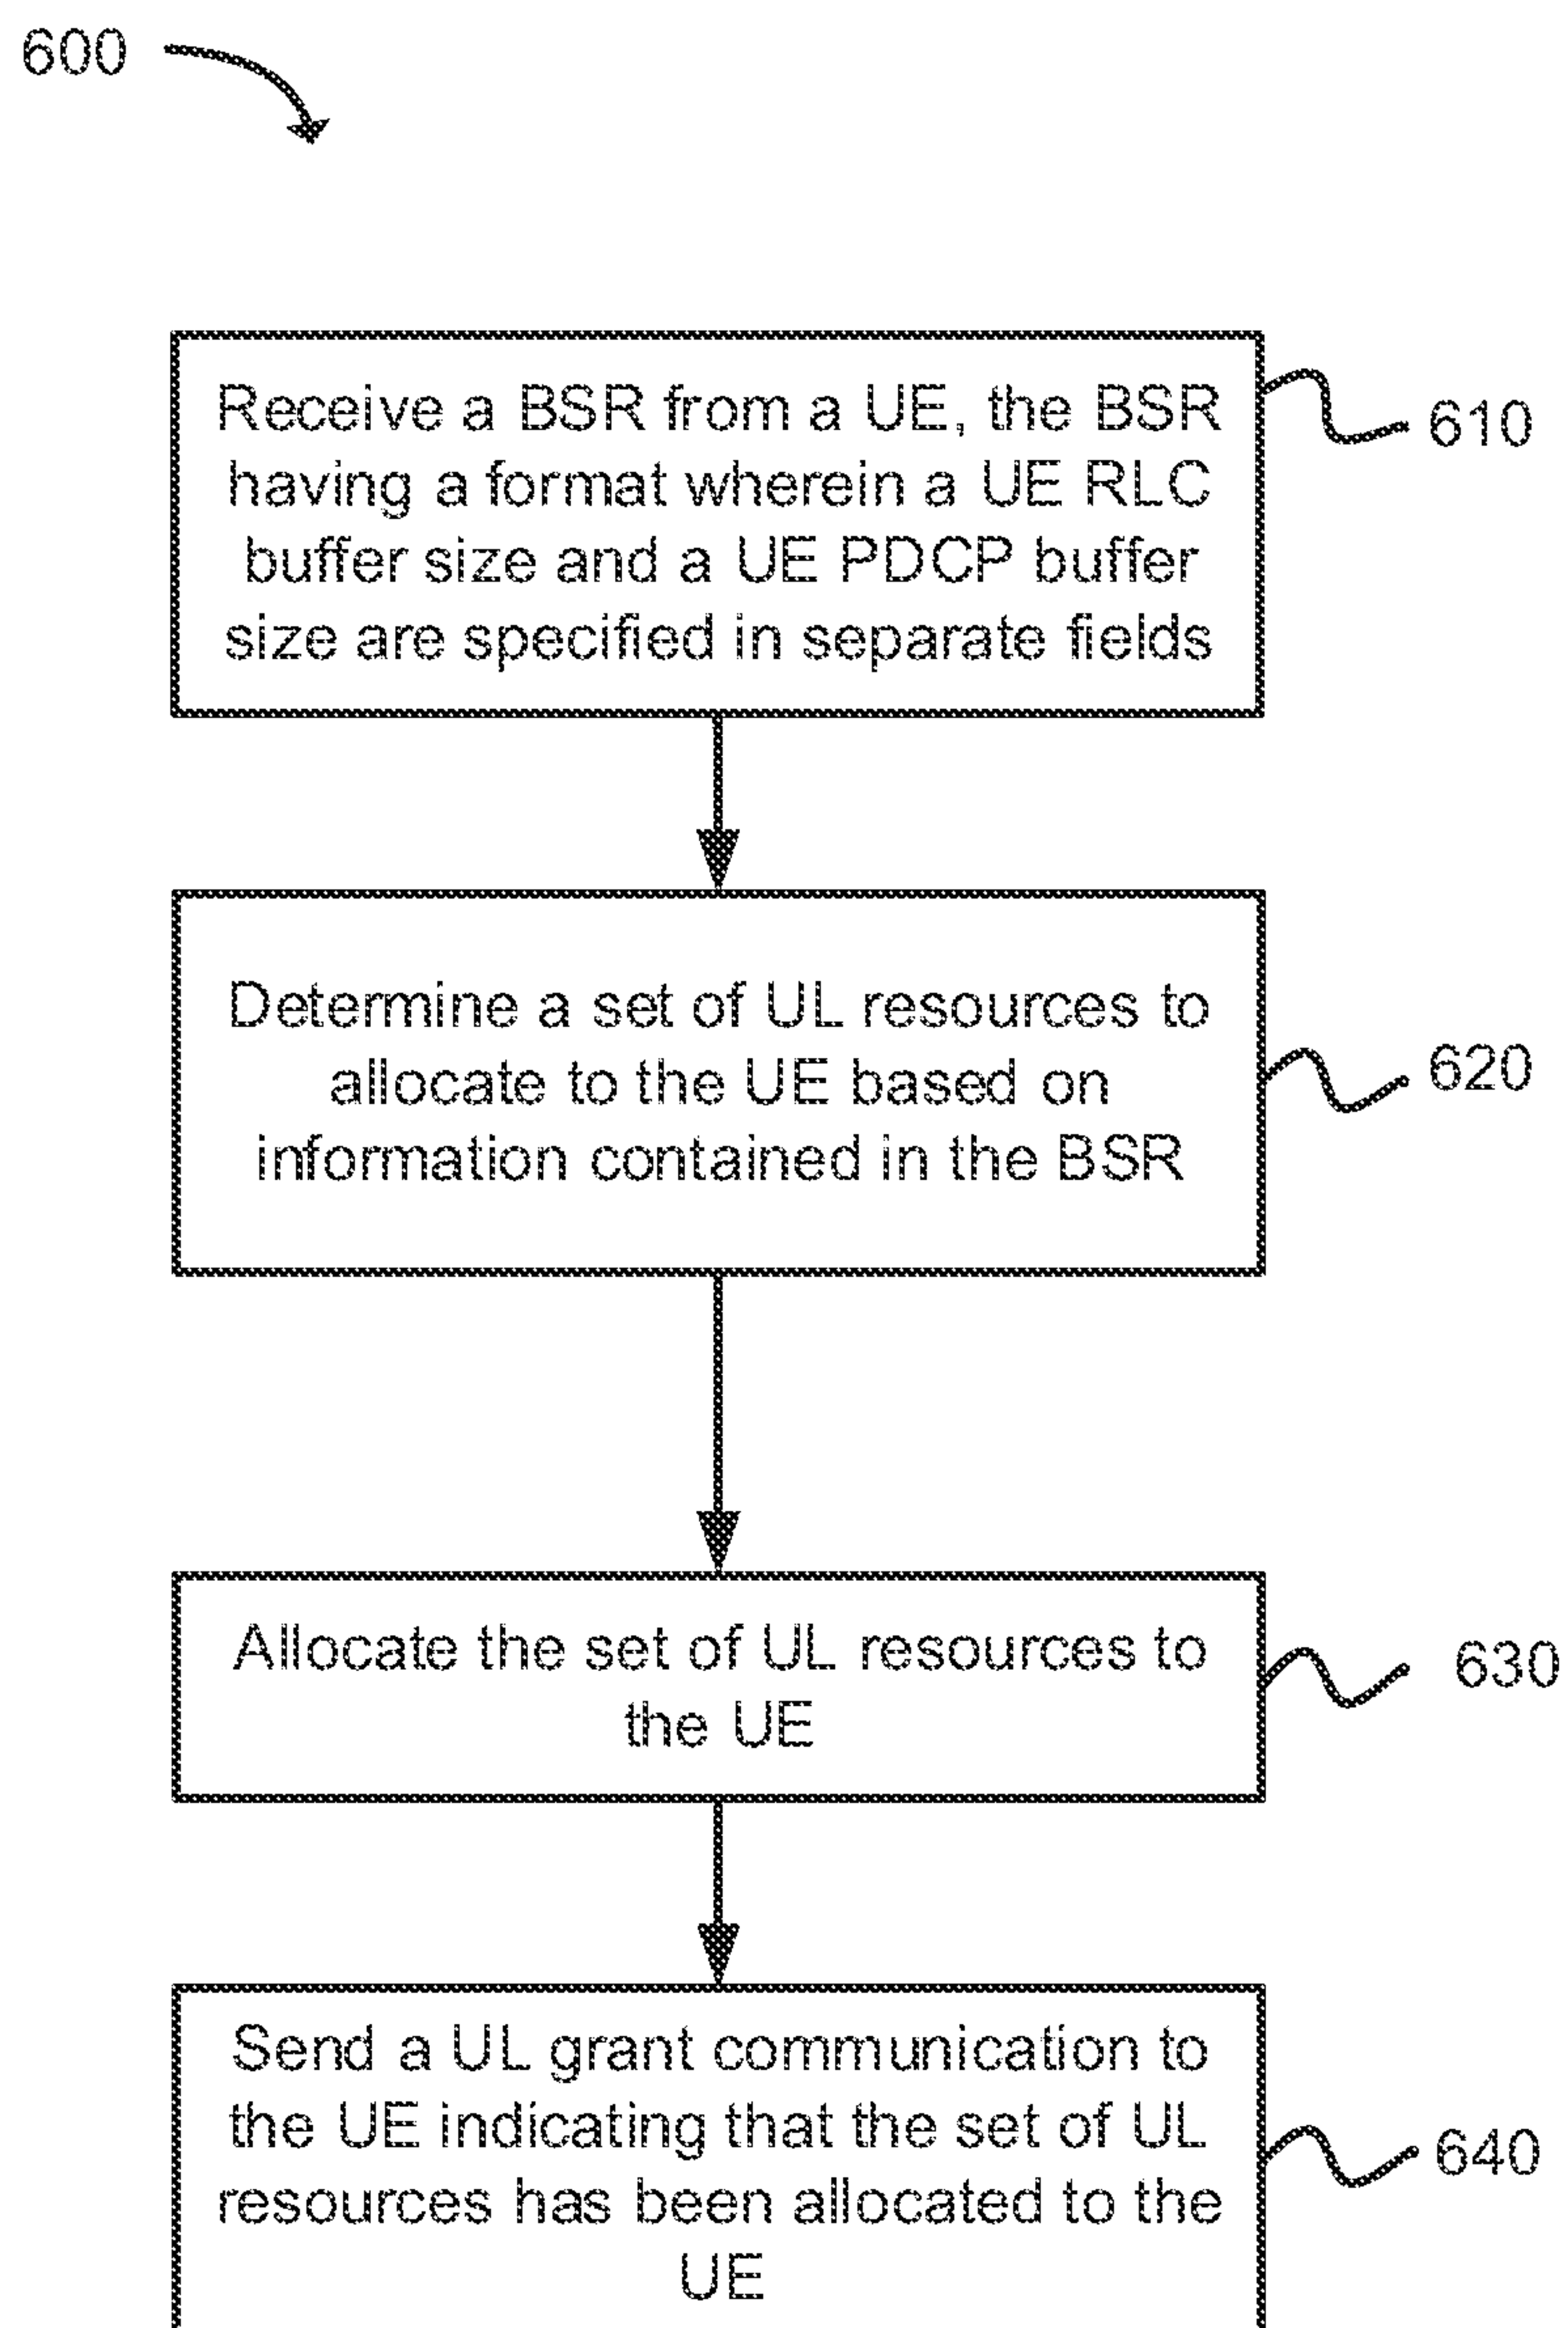 600
Receive a BSR from a UE, the BSR
having a format wherein a UE RLC
buffer size and a UE PDCP buffer
size are specified in separate fields
610
Determine a set of UL resources to
allocate to the UE based on
information contained in the BSR
620
Allocate the set of UL resources to
the UE
630
Send a UL grant communication to
the UE indicating that the set of UL
resources has been allocated to the
UE
640